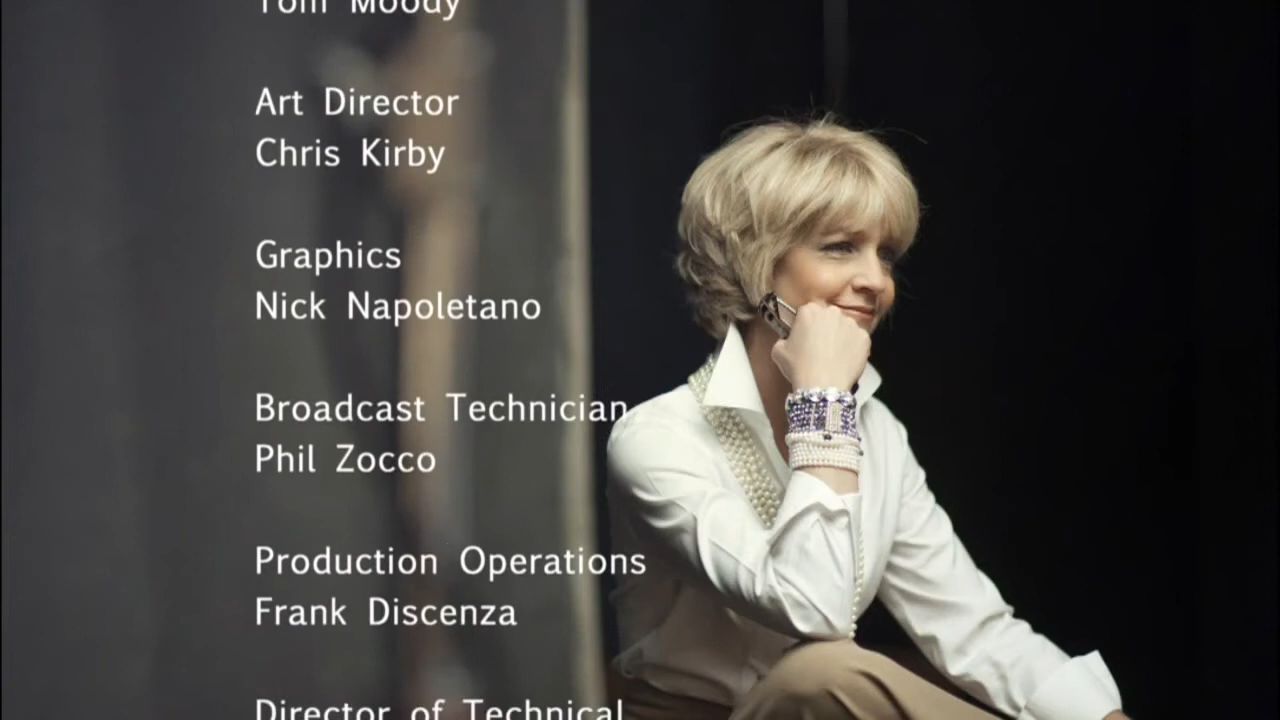 Tom Moody
Art Director
Chris Kirby
Graphics
Nick Napoletano
Broadcast Technician
Phil Zocco
Production Operations
Frank Discenza
Director of Technical